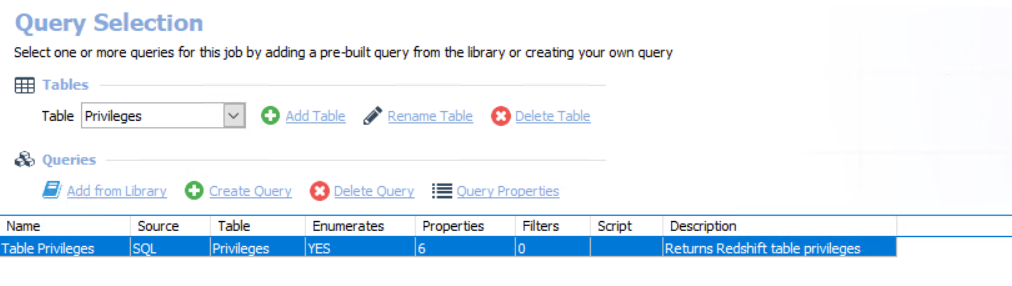 Query Selection
Select one or more queries for this job by adding a pre-built query from the library or creating your own query
Tables
Table Privileges Add Table Rename Table Delete Table
Queries
Add from Library Create Query Delete Query Query Properties
Name Source Table Enumerates Properties Filters Script Description
Table Privileges SQL Privileges YES 6 0 Returns Redshift table privileges